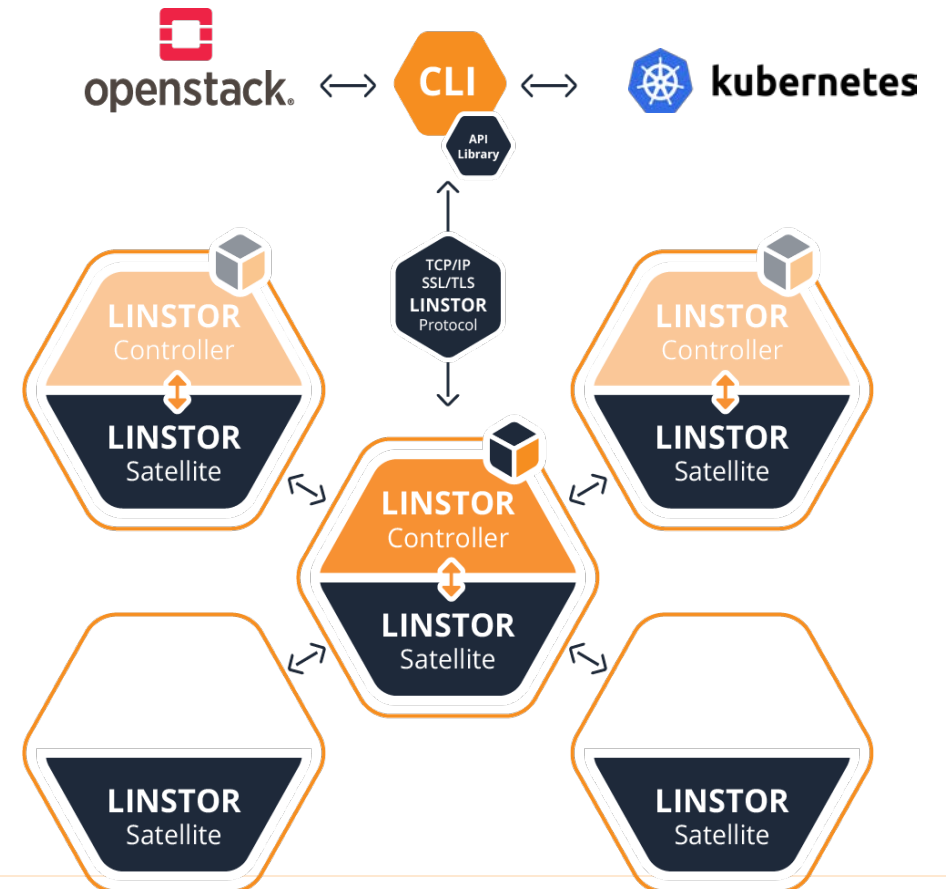 openstack.
CLI
kubernetes
API
Library
TCP/IP
SSL/TLS
LINSTOR
Protocol
LINSTOR
Controller
LINSTOR
Satellite
LINSTOR
Controller
LINSTOR
Satellite
LINSTOR
Controller
LINSTOR
Satellite
LINSTOR
Satellite
LINSTOR
Satellite